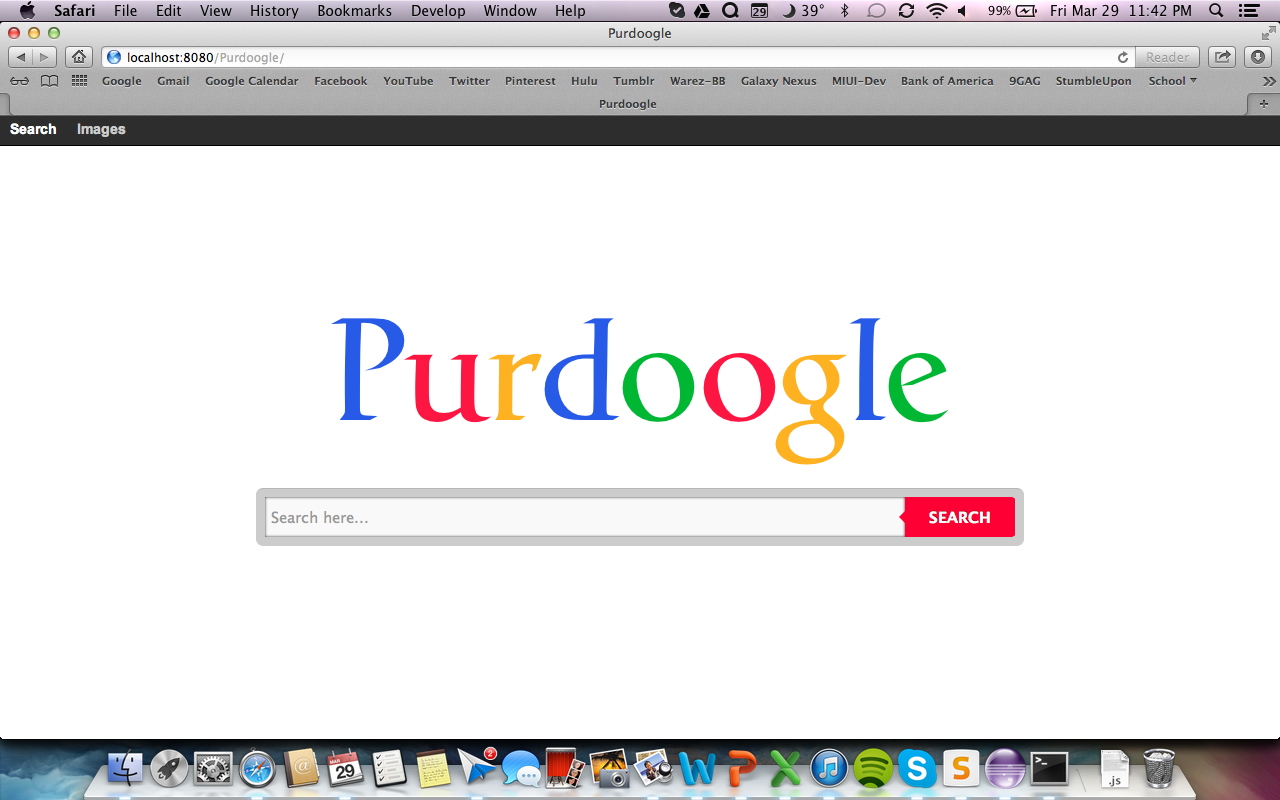 Safari File Edit View History Bookmarks Develop Window Help 29 39° 99% Fri Mar 29 11:42 PM
Purdoogle
localhost:8080/Purdoogle/ Reader
Google Gmail Google Calendar Facebook YouTube Twitter Pinterest Hulu Tumblr Warez-BB Galaxy Nexus MIUI-Dev Bank of America 9GAG StumbleUpon School
Purdoogle
Search Images
Purdoogle
Search here... SEARCH
MAR 29 2 W P X S S >_ .js